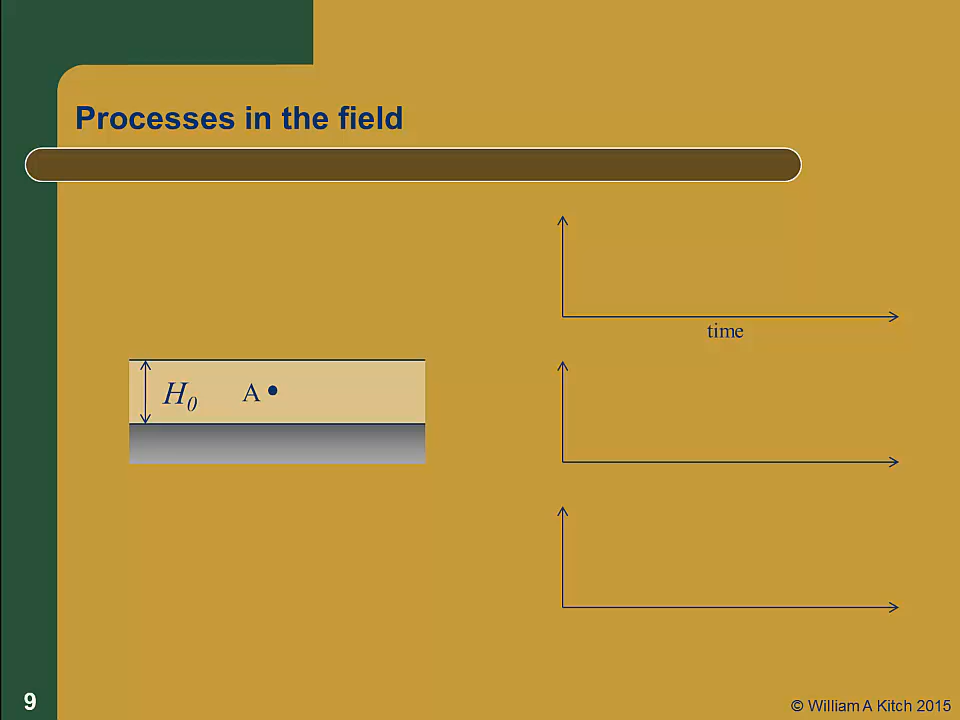 Processes in the field
time
H0
A
9
© William A Kitch 2015